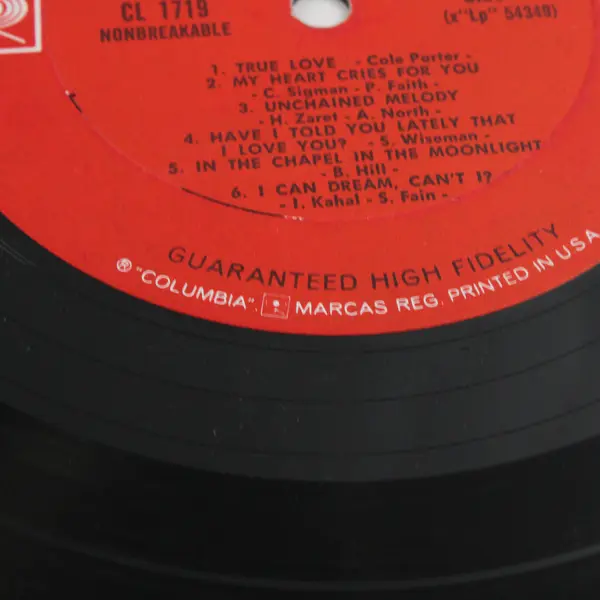 CL 1719
NONBREAKABLE
(x"Lp" 54348)
1. TRUE LOVE - Cole Porter -
2. MY HEART CRIES FOR YOU
- C. Sigman - P. Faith -
3. UNCHAINED MELODY
- H. Zaret - A. North -
4. HAVE I TOLD YOU LATELY THAT
I LOVE YOU? - S. Wiseman -
5. IN THE CHAPEL IN THE MOONLIGHT
- B. Hill -
6. I CAN DREAM, CAN'T I?
- I. Kahal - S. Fain -
GUARANTEED HIGH FIDELITY
® "COLUMBIA", MARCAS REG. PRINTED IN U.S.A.